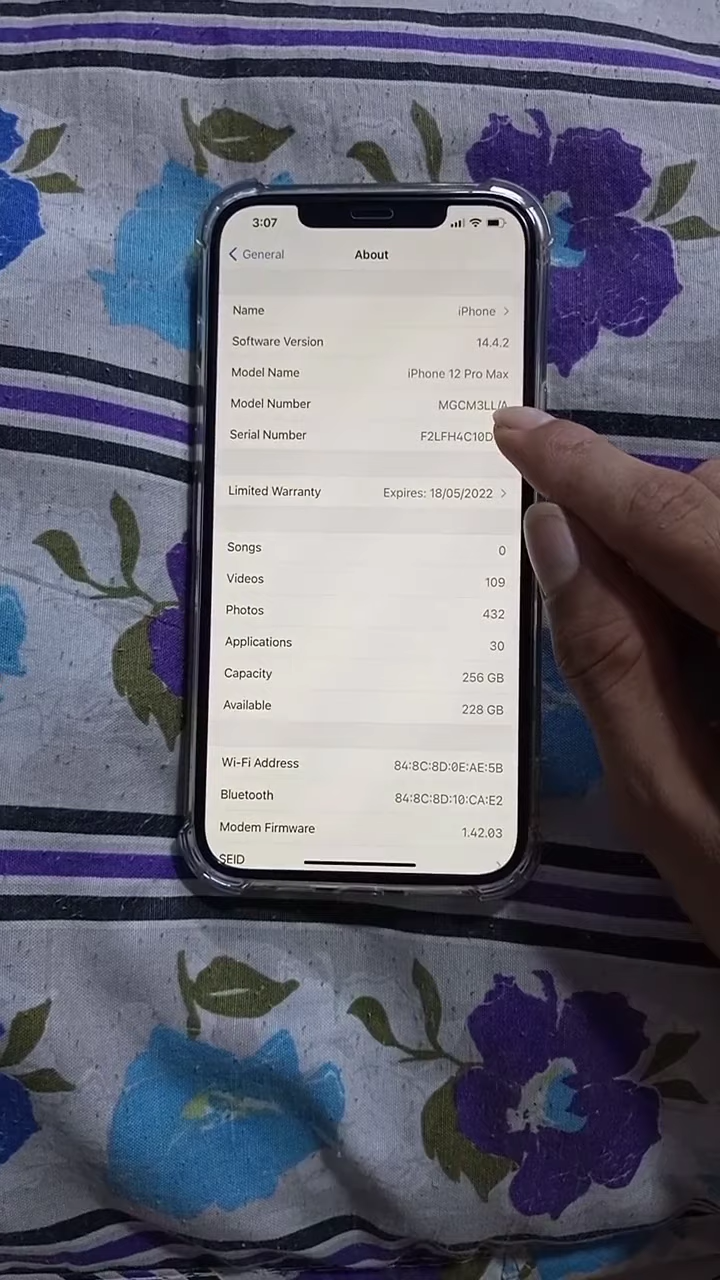 3:07
General
About
Name iPhone
Software Version 14.4.2
Model Name iPhone 12 Pro Max
Model Number MGCM3LL/A
Serial Number
Limited Warranty Expires: 18/05/2022
Songs 0
Videos 109
Photos 432
Applications 30
Capacity 256 GB
Available 228 GB
Wi-Fi Address 84:8C:8D:0E:AE:5B
Bluetooth 84:8C:8D:10:CA:E2
Modem Firmware 1.42.03
SEID